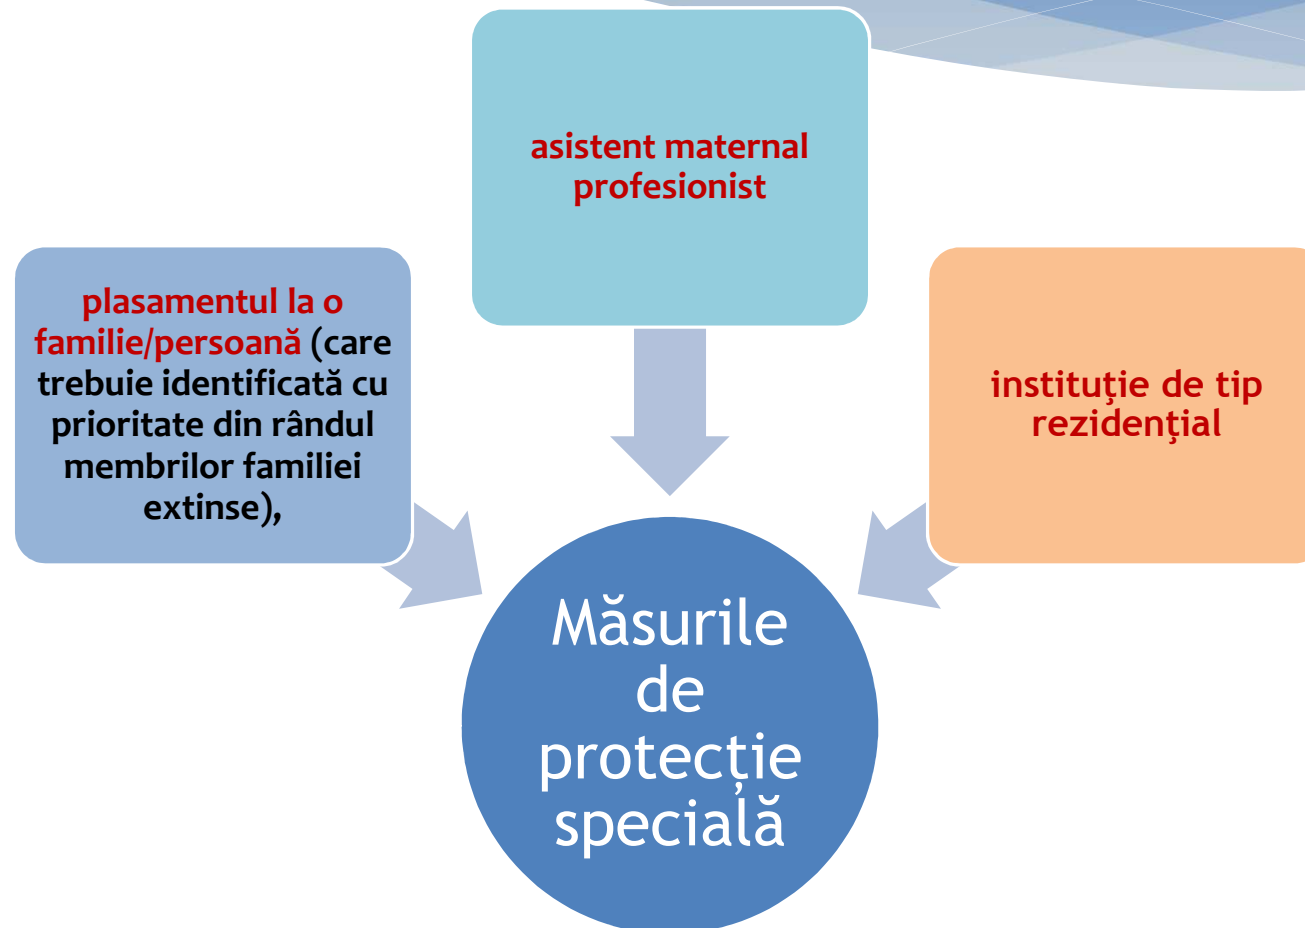 asistent maternal
profesionist
plasamentul la o
familie/persoană (care
trebuie identificată cu
prioritate din rândul
membrilor familiei
extinse),
instituţie de tip
rezidenţial
Măsurile
de
protecție
specială